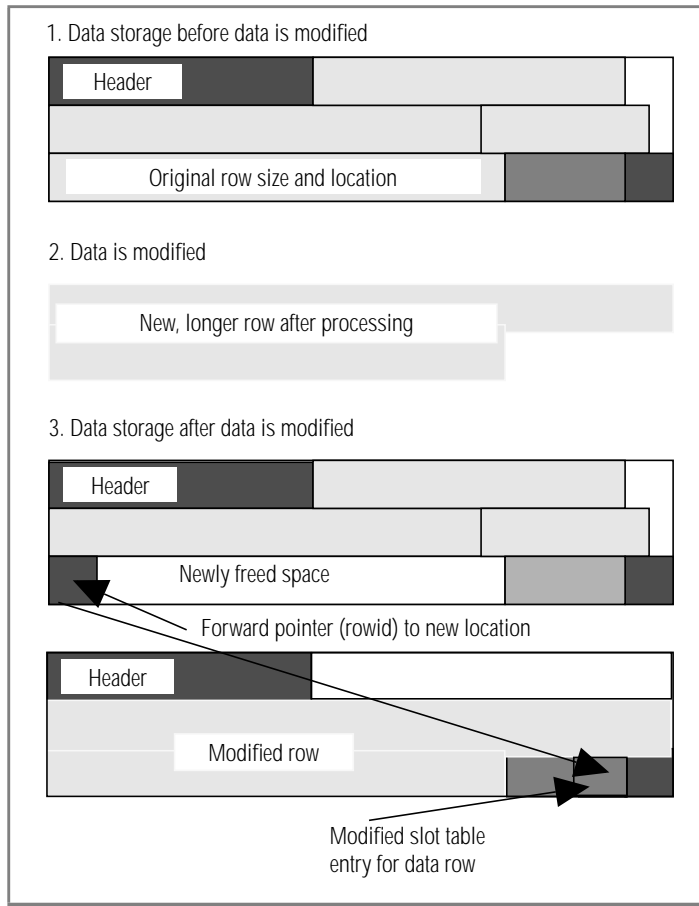 1. Data storage before data is modified
Header
Original row size and location
2. Data is modified
New, longer row after processing
3. Data storage after data is modified
Header
Newly freed space
Forward pointer (rowid) to new location
Header
Modified row
Modified slot table
entry for data row